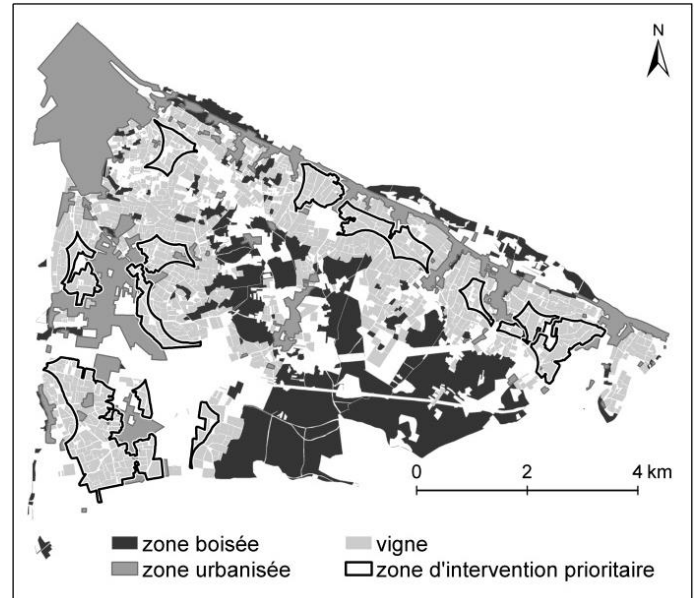 N
0 2 4 km
zone boisée vigne
zone urbanisée zone d'intervention prioritaire